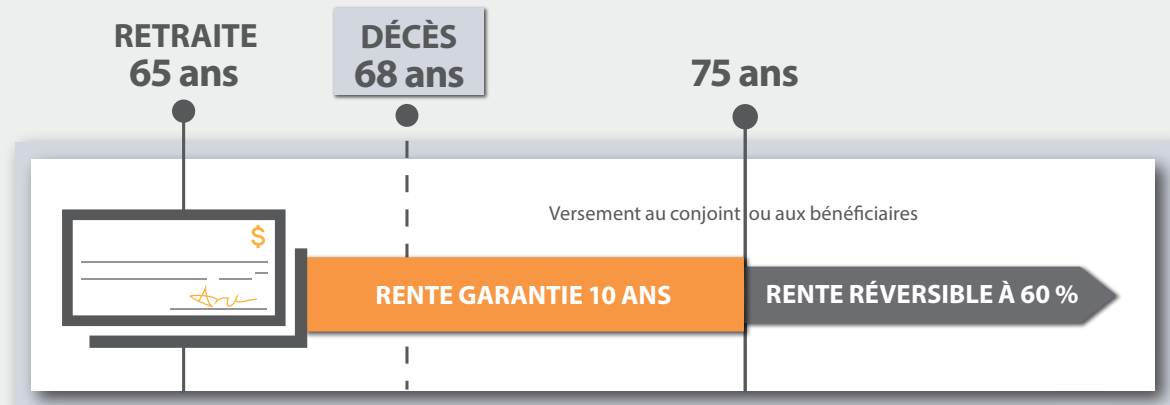 RETRAITE
65 ans
DÉCÈS
68 ans
75 ans
$
Versement au conjoint ou aux bénéficiaires
RENTE GARANTIE 10 ANS
RENTE RÉVERSIBLE À 60 %